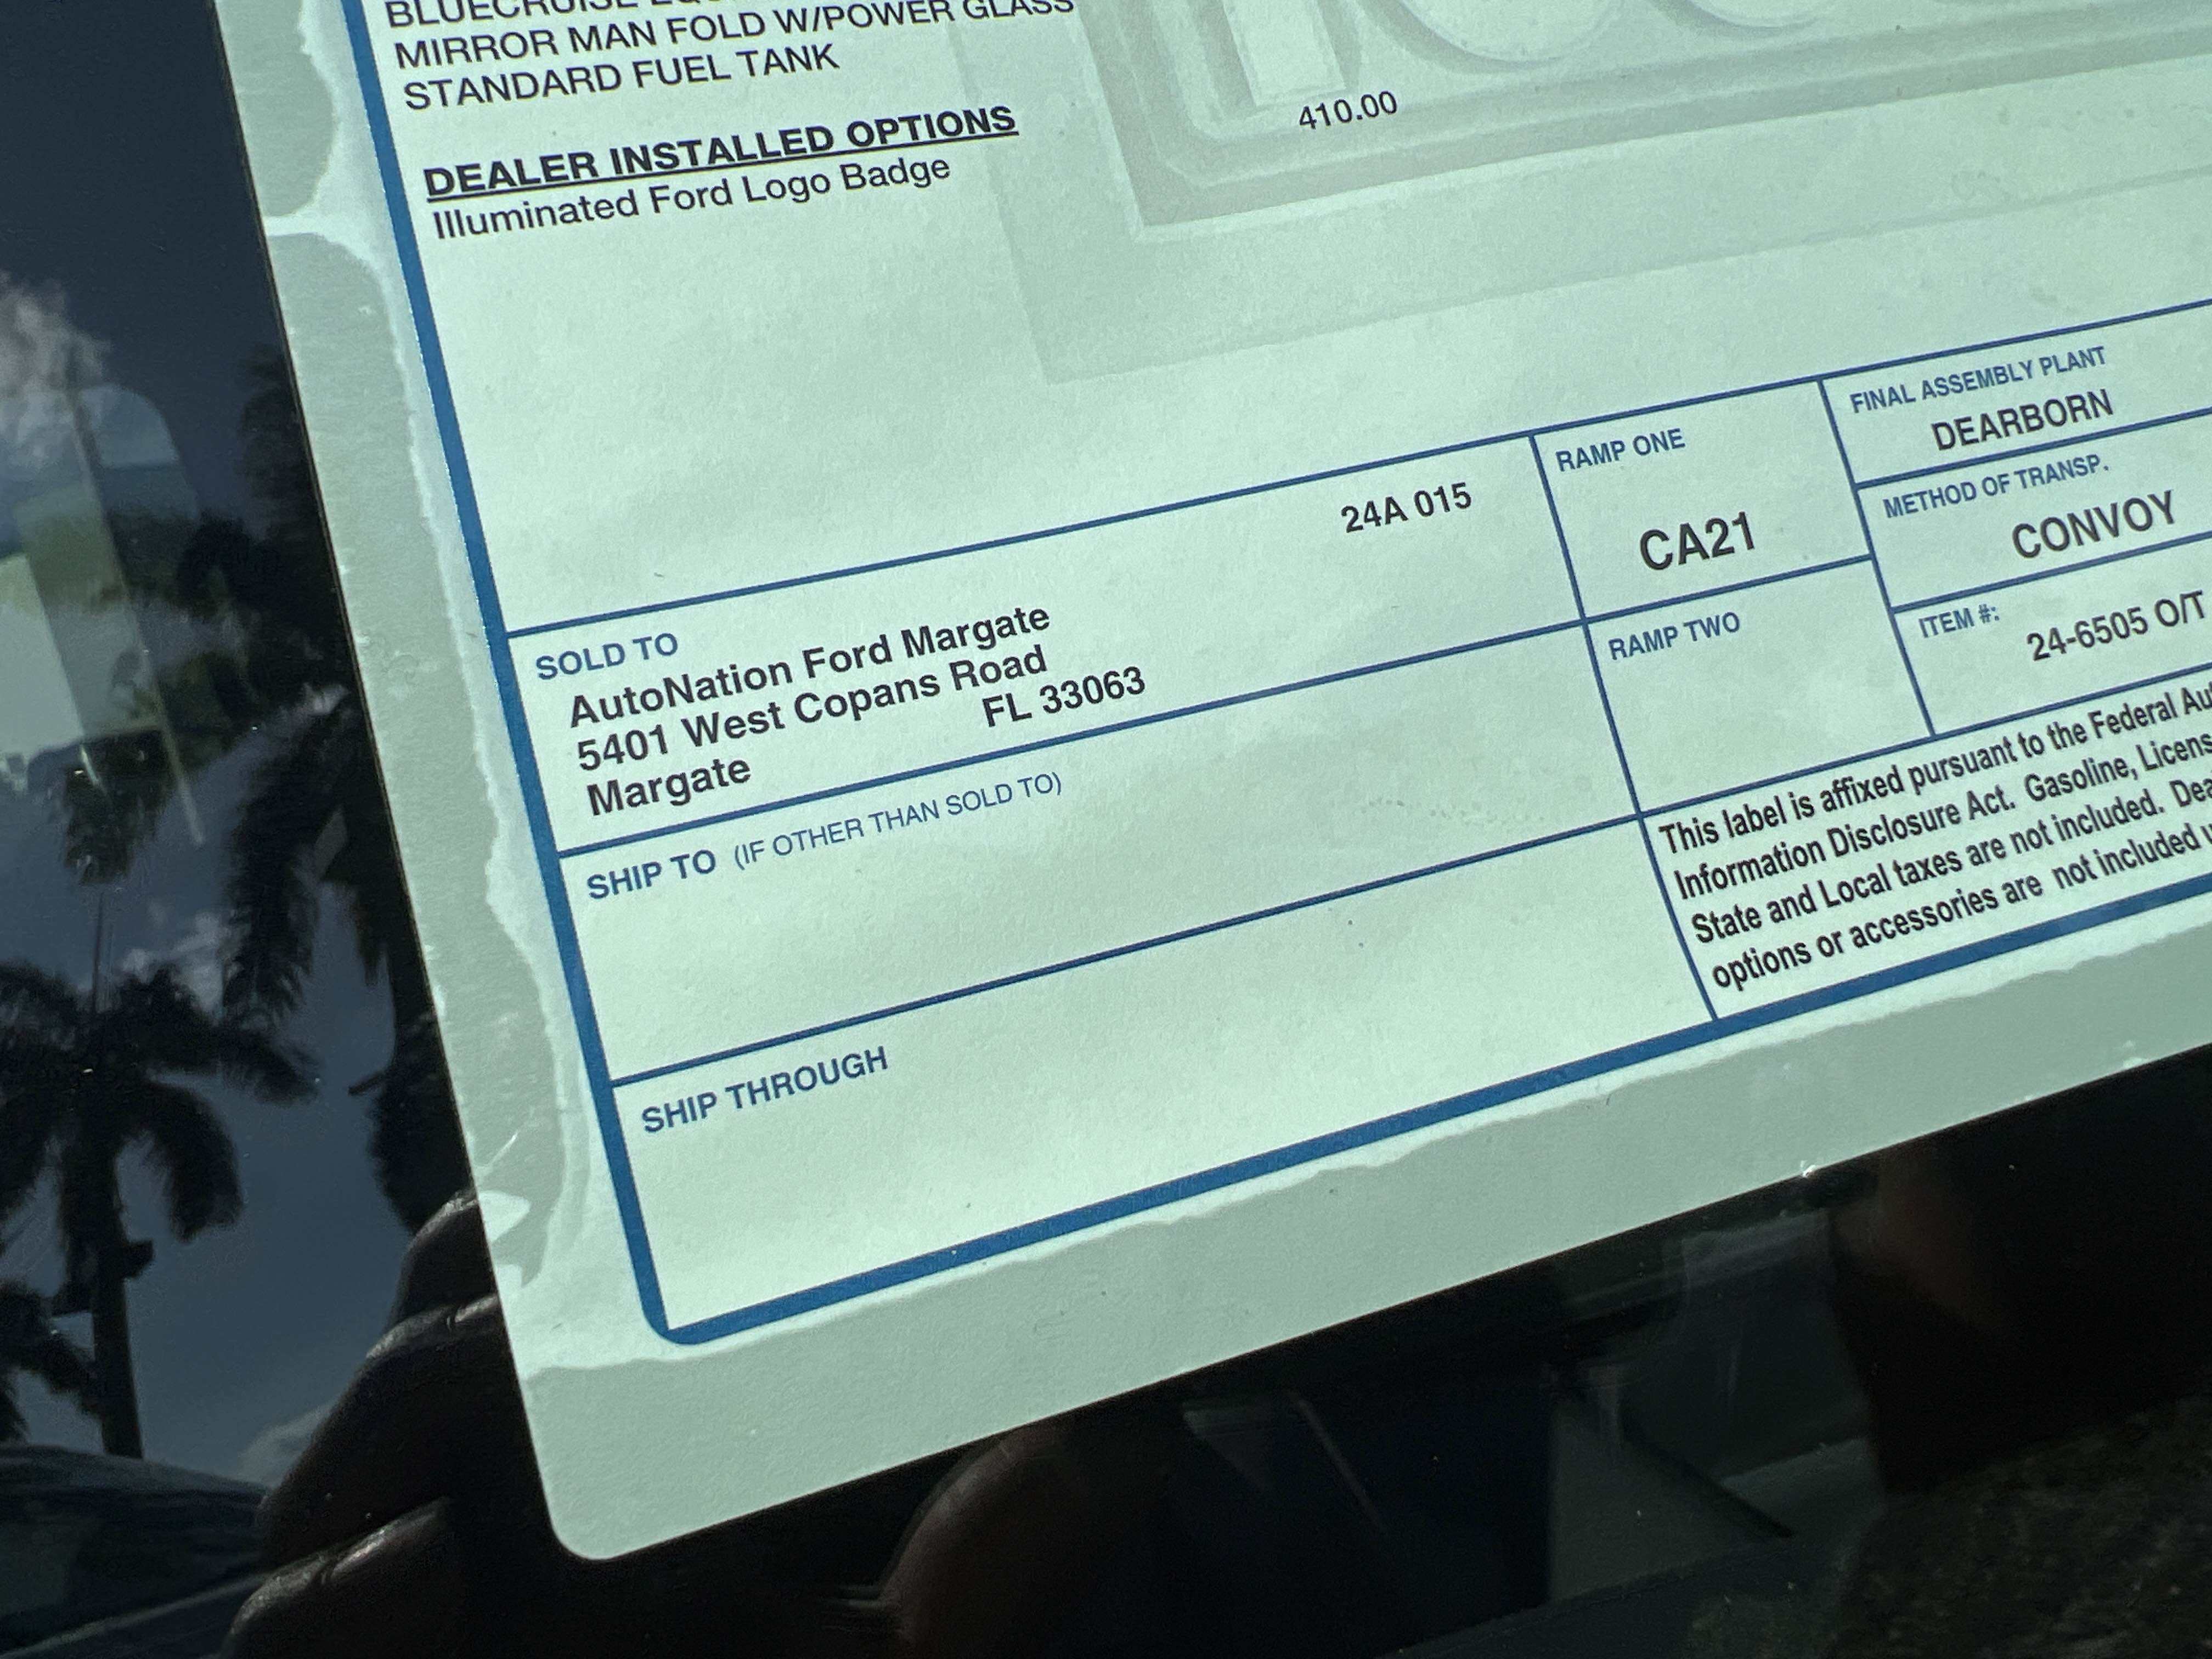 BLUECRUISE
MIRROR MAN FOLD W/POWER GLASS
STANDARD FUEL TANK
DEALER INSTALLED OPTIONS
Illuminated Ford Logo Badge 410.00
24A 015
SOLD TO
AutoNation Ford Margate
5401 West Copans Road
Margate FL 33063
SHIP TO (IF OTHER THAN SOLD TO)
SHIP THROUGH
RAMP ONE
CA21
RAMP TWO
FINAL ASSEMBLY PLANT
DEARBORN
METHOD OF TRANSP.
CONVOY
ITEM #:
24-6505 O/T
This label is affixed pursuant to the Federal
Information Disclosure Act. Gasoline,
State and Local taxes are not included.
options or accessories are not included